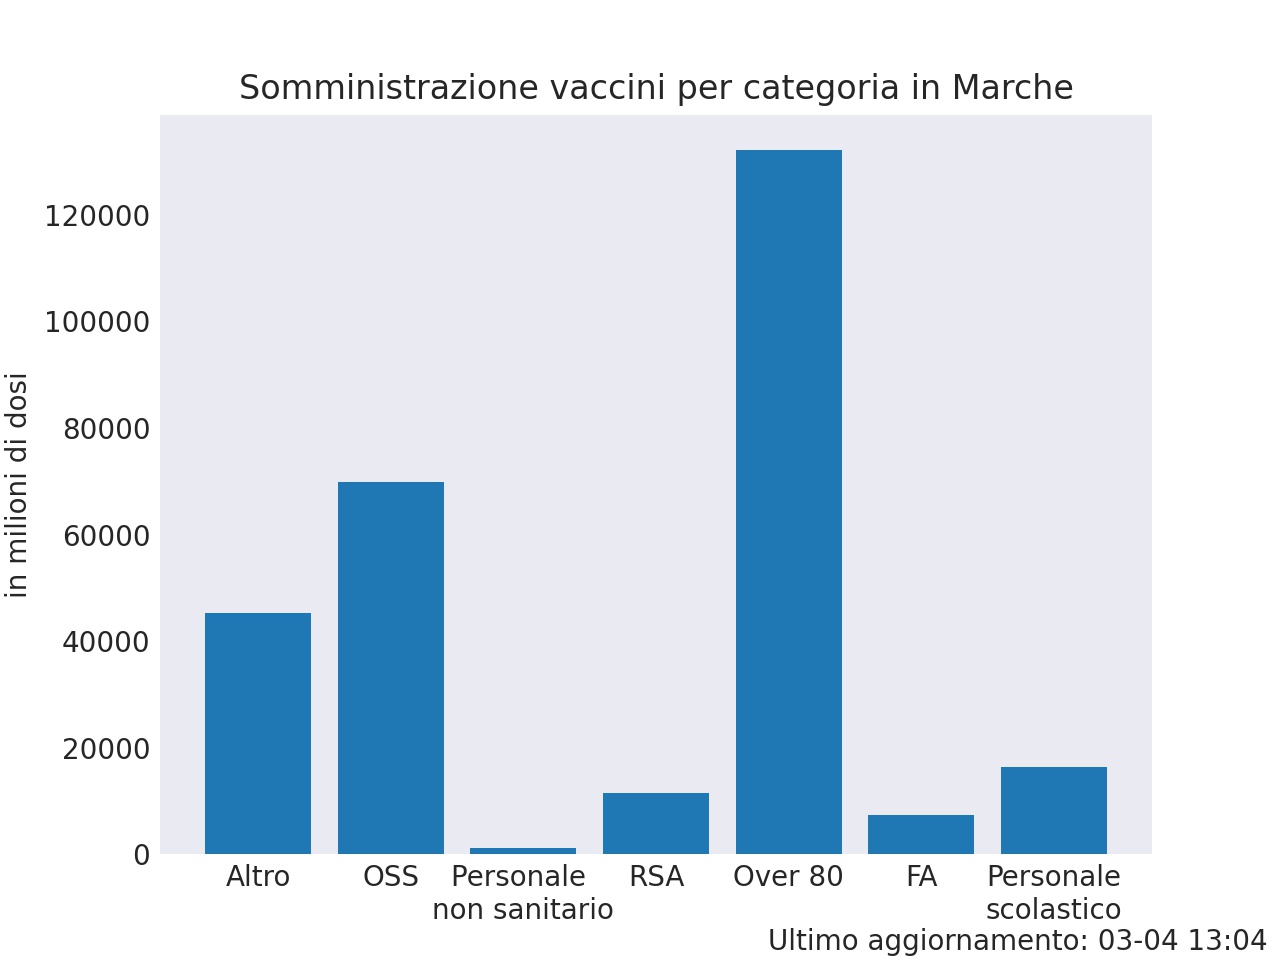 Somministrazione vaccini per categoria in Marche
in milioni di dosi
120000
100000
80000
60000
40000
20000
0
Altro
OSS
Personale
non sanitario
RSA
Over 80
FA
Personale
scolastico
Ultimo aggiornamento: 03-04 13:04